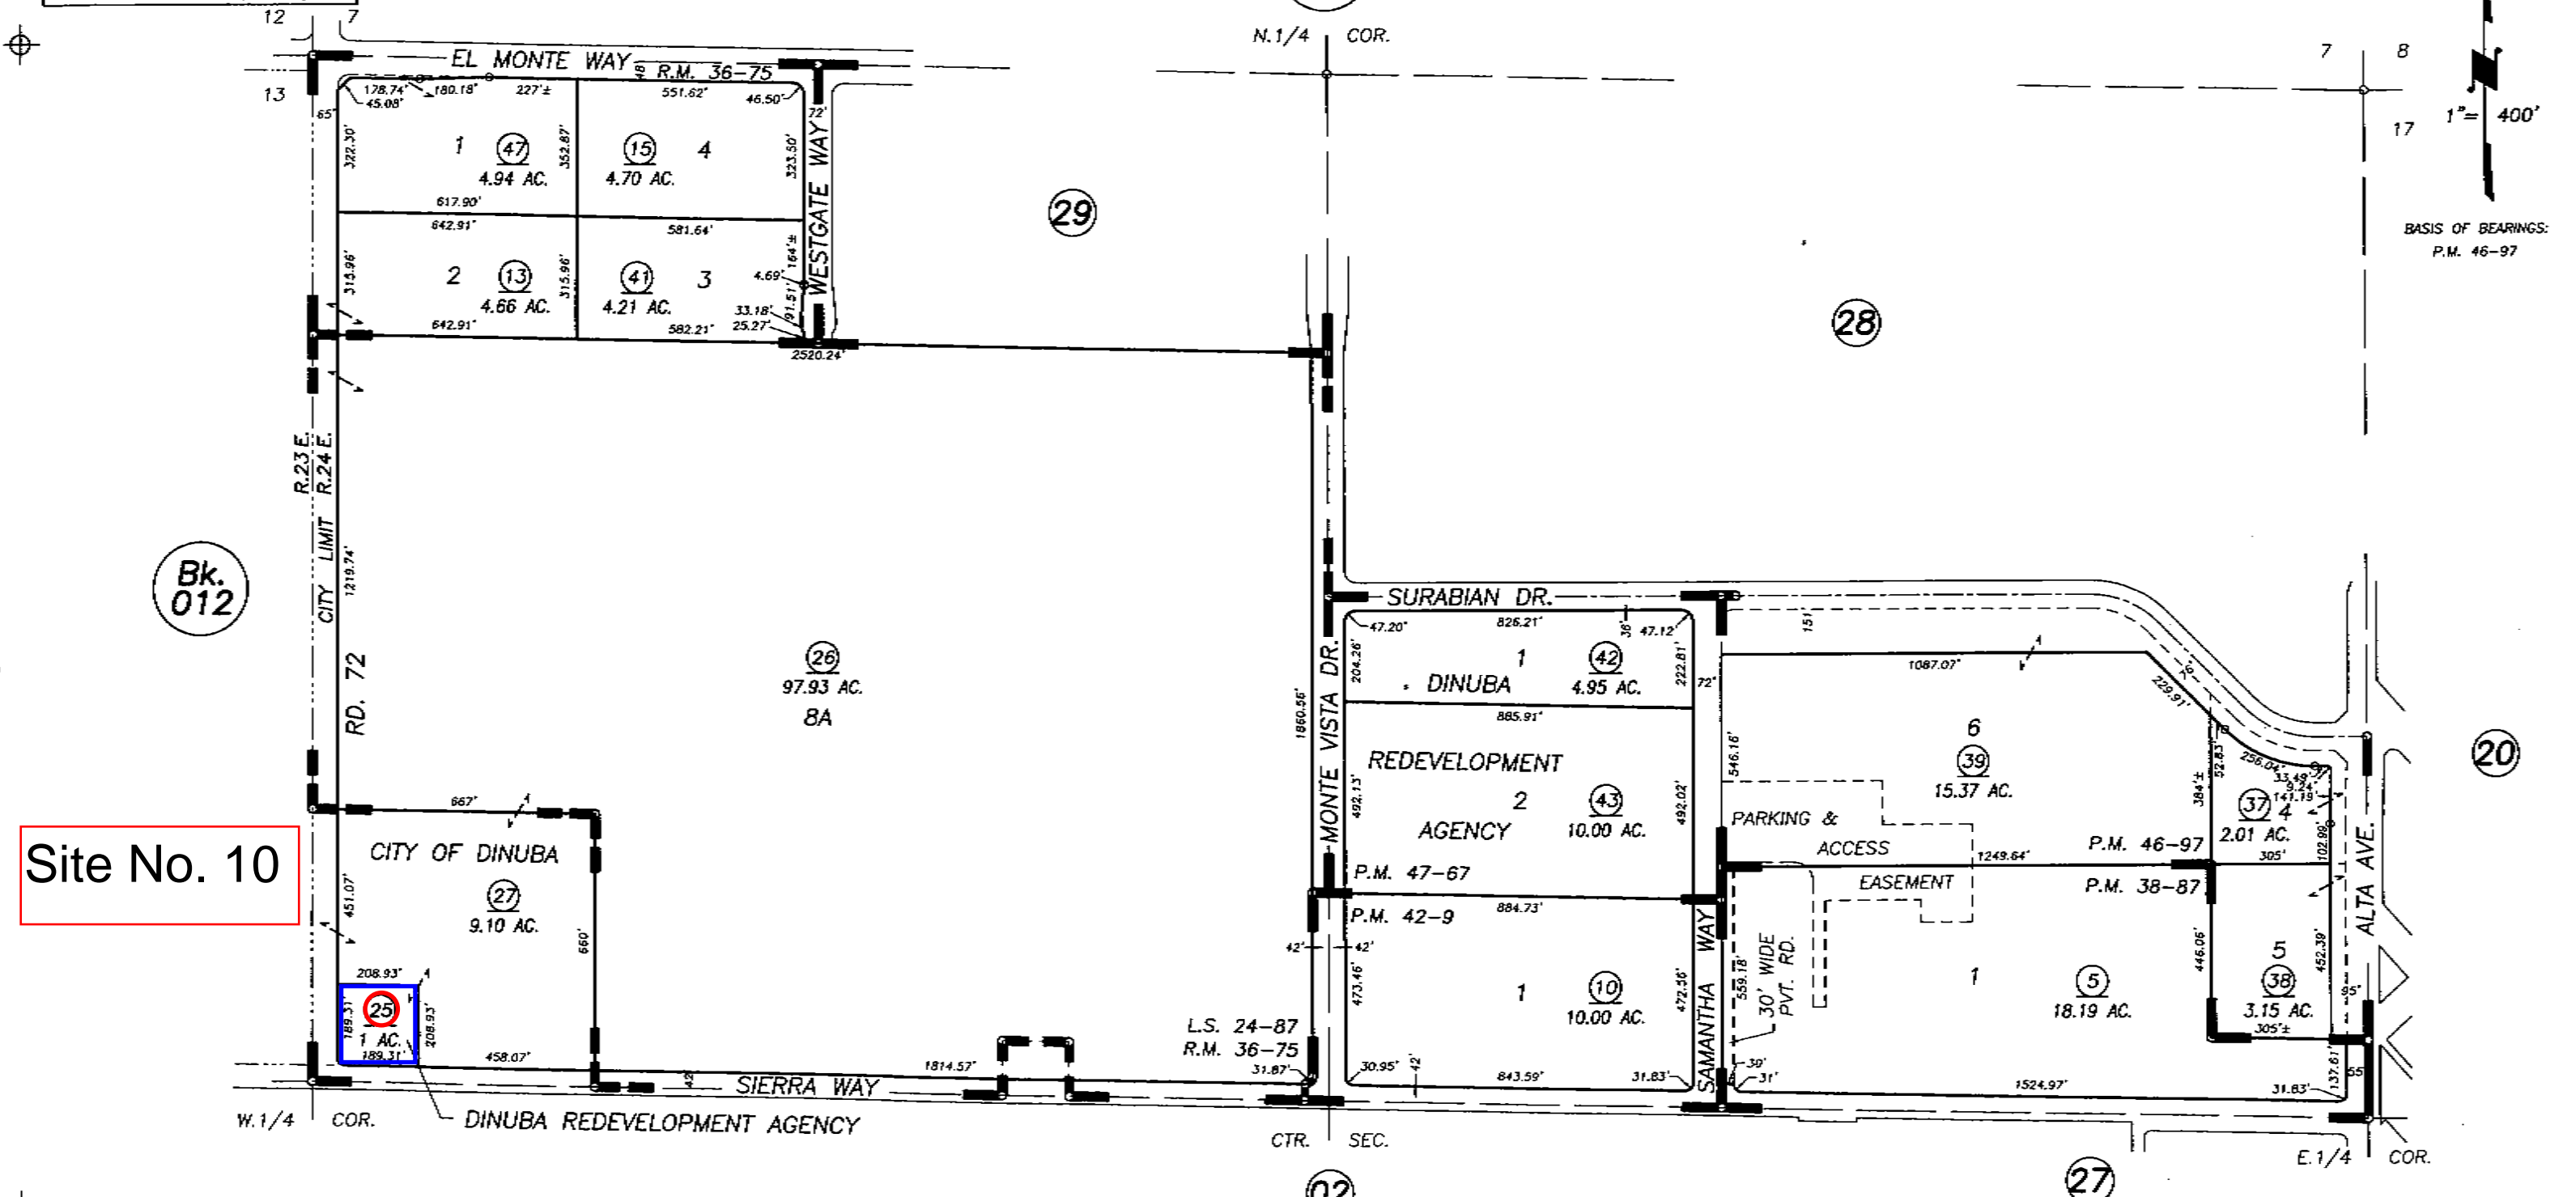 12
7
N.1/4 COR.
7
8
EL MONTE WAY
48'
R.M. 36-75
13
178.74'
180.18'
227'±
551.62'
46.50'
45.08'
65'
72'
17
1"= 400'
322.30'
1
47
4.94 AC.
352.87'
15
4.70 AC.
4
323.50'
WESTGATE WAY
617.90'
29
642.91'
581.64'
BASIS OF BEARINGS:
P.M. 46-97
315.96'
2
13
4.66 AC.
315.96'
41
4.21 AC.
3
164'±
4.69'
91.51'
33.18'
25.27'
642.91'
582.21'
2520.24'
28
R.23 E.
R.24 E.
CITY LIMIT
1219.74'
Bk.
012
RD. 72
26
97.93 AC.
8A
1860.56'
MONTE VISTA DR.
SURABIAN DR.
47.20'
826.21'
36'
47.12'
151
204.26'
1
42
DINUBA
4.95 AC.
222.81'
72'
1087.07'
76'
229.91'
885.91'
6
39
15.37 AC.
546.16'
384'±
52.83'
256.04'
33.49'
9.24'
141.19'
20
REDEVELOPMENT
492.13'
2
43
AGENCY
10.00 AC.
492.02'
PARKING &
ACCESS
EASEMENT
37
4
2.01 AC.
102.99'
667'
CITY OF DINUBA
Site No. 10
451.07'
27
9.10 AC.
660'
P.M. 47-67
P.M. 42-9
884.73'
1249.64'
P.M. 46-97
305'
P.M. 38-87
ALTA AVE.
42'
42'
473.46'
1
10
10.00 AC.
472.56'
SAMANTHA WAY
559.18'
30' WIDE
PVT. RD.
1
5
18.19 AC.
446.06'
5
38
3.15 AC.
452.39'
95'
305'±
208.93'
189.31'
25
1 AC.
189.31'
208.93'
458.07'
42'
SIERRA WAY
1814.57'
L.S. 24-87
R.M. 36-75
31.87'
30.95'
42'
843.59'
31.83'
30'
31'
1524.97'
31.83'
137.61'
55'
W.1/4 COR.
DINUBA REDEVELOPMENT AGENCY
CTR. SEC.
E.1/4 COR.
02
27